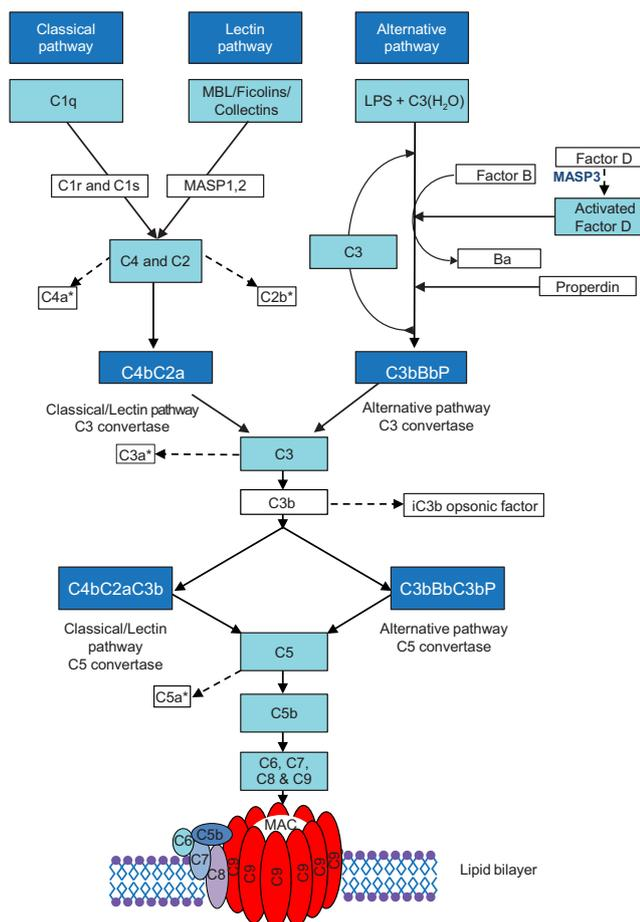 Classical
pathway
Lectin
pathway
Alternative
pathway
C1q
MBL/Ficolins/
Collectins
LPS + C3(H₂O)
C1r and C1s
MASP1,2
Factor B
Factor D
MASP3
Activated
Factor D
C4 and C2
C3
Ba
C4a*
C2b*
Properdin
C4bC2a
C3bBbP
Classical/Lectin pathway
C3 convertase
Alternative pathway
C3 convertase
C3a*
C3
C3b
iC3b opsonic factor
C4bC2aC3b
C3bBbC3bP
Classical/Lectin
pathway
C5 convertase
Alternative pathway
C5 convertase
C5
C5a*
C5b
C6, C7,
C8 & C9
MAC
C6
C5b
C7
C8
C9
C9
C9
C9
C9
C9
Lipid bilayer